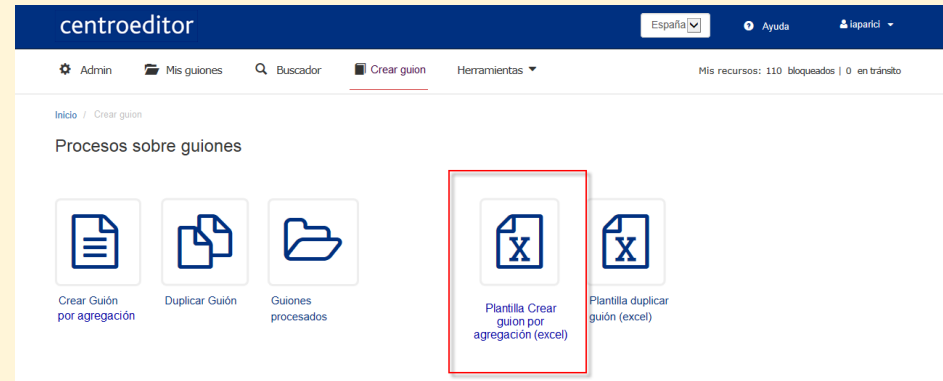 centroeditor
España
Ayuda
iaparici
Admin
Mis guiones
Buscador
Crear guion
Herramientas
Mis recursos: 110 bloqueados | 0 en tránsito
Inicio / Crear guion
Procesos sobre guiones
Crear Guión
por agregación
Duplicar Guión
Guiones
procesados
X
Plantilla Crear
guion por
agregación (excel)
X
Plantilla duplicar
guión (excel)